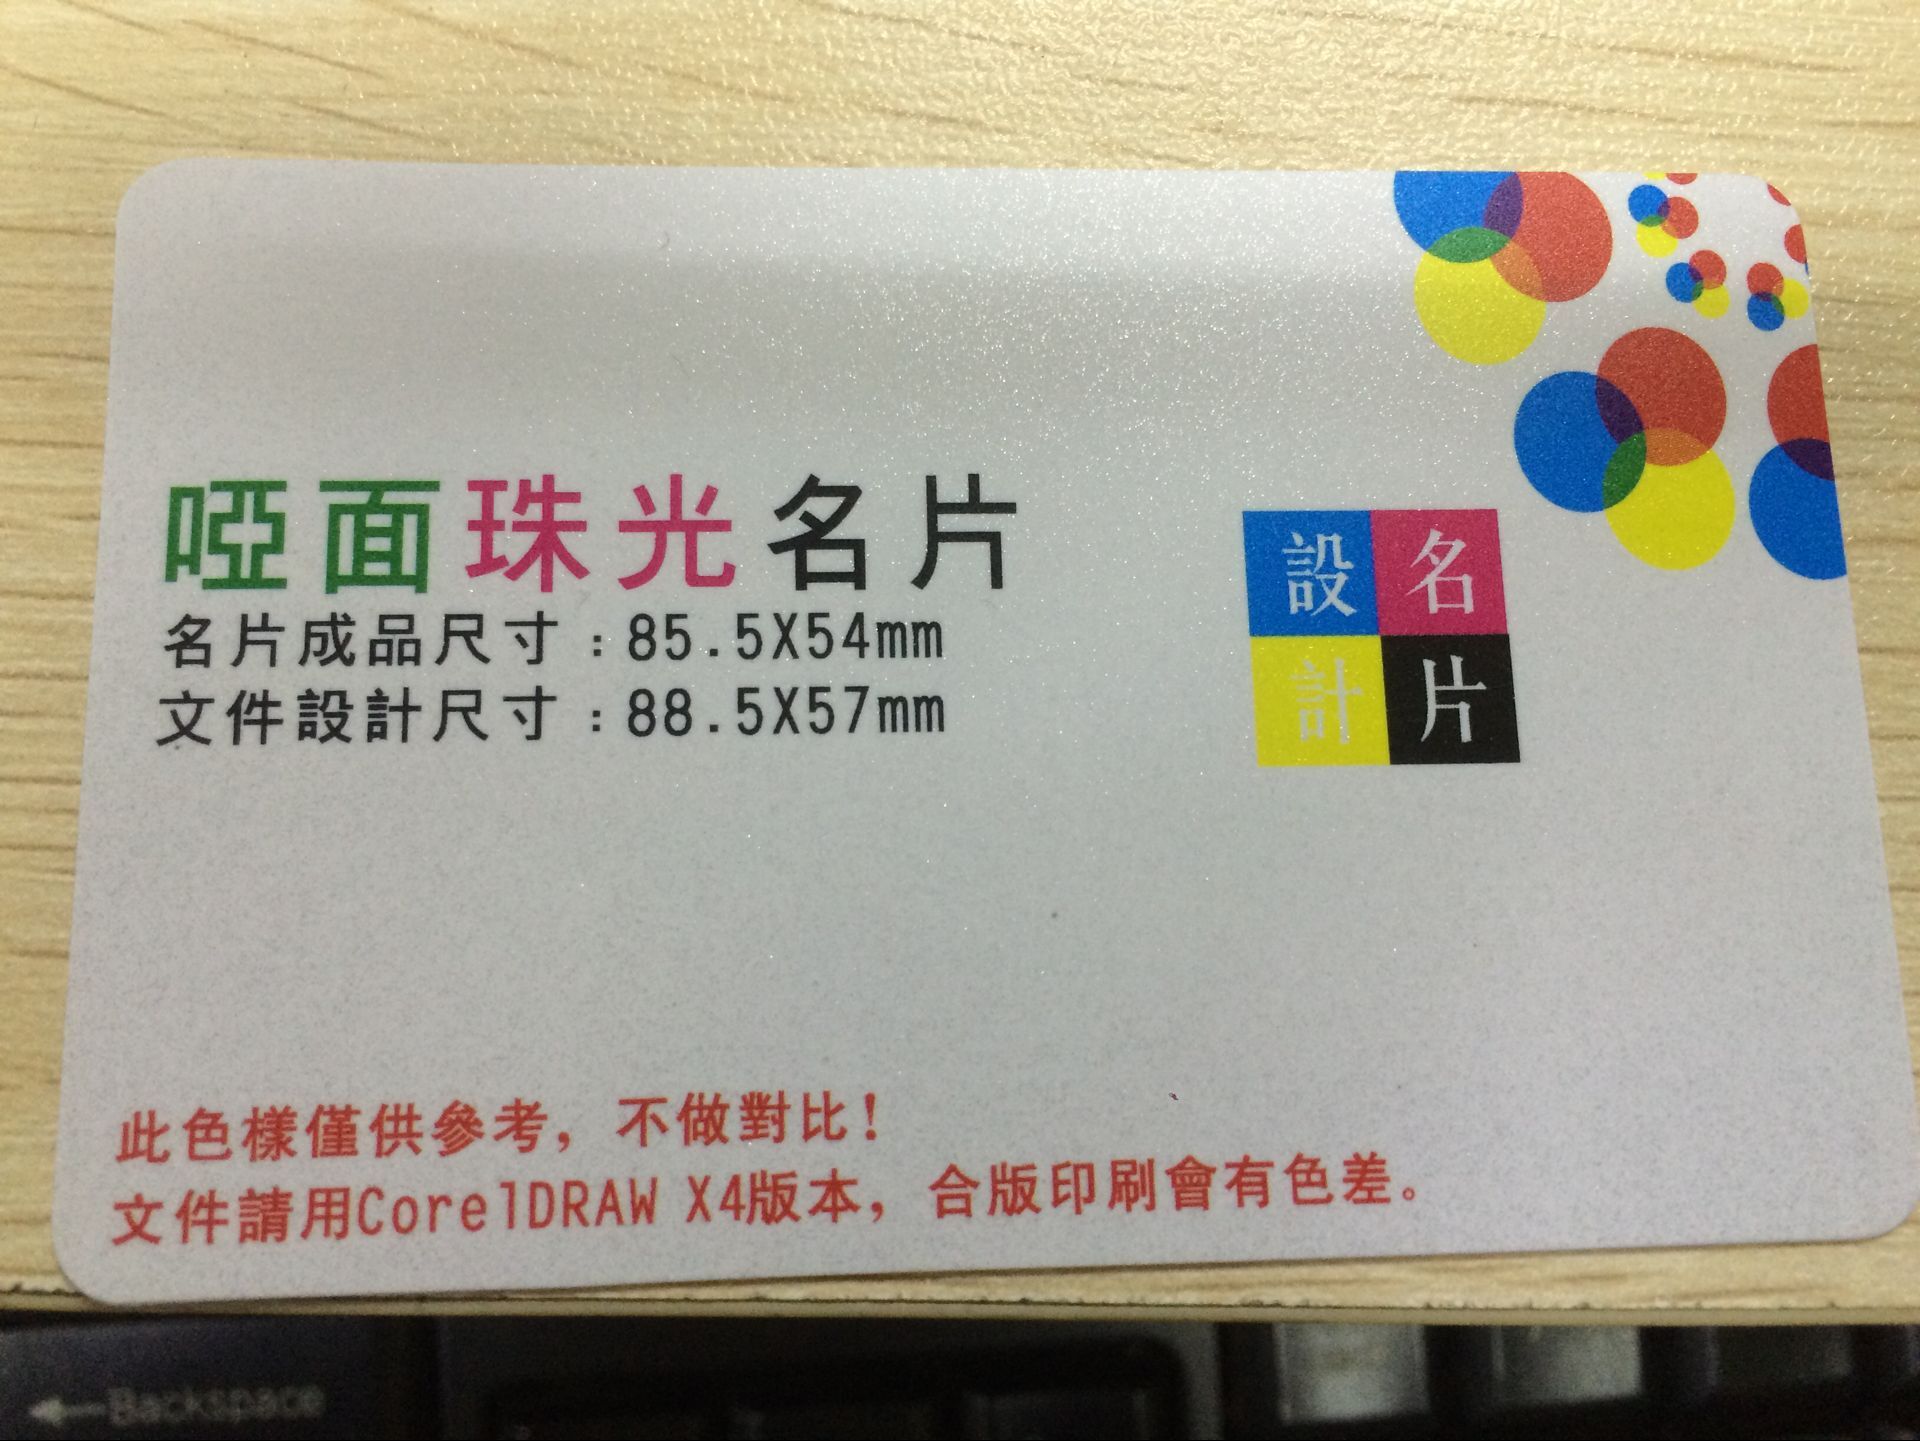 啞面珠光名片
名片成品尺寸：85.5X54mm
文件設計尺寸：88.5X57mm
名片
設計
此色樣僅供參考，不做對比！
文件請用CorelDRAW X4版本，合版印刷會有色差。
Backspace